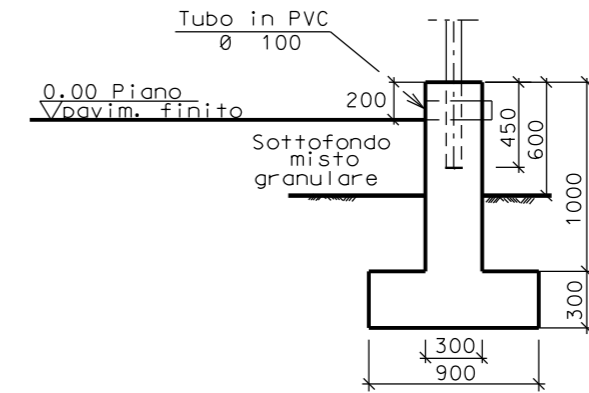 Tubo in PVC
Ø 100
0.00 Piano
pavim. finito
200
Sottofondo
misto
granulare
450
600
1000
300
300
900